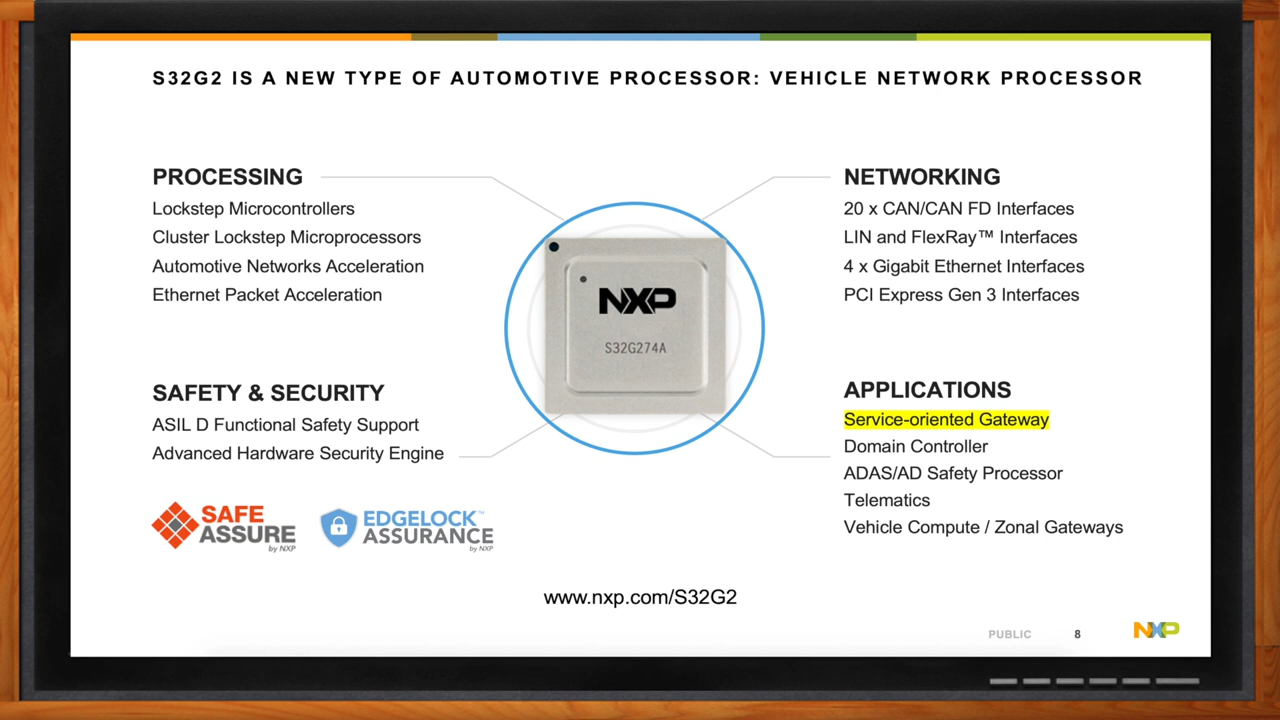 S32G2 IS A NEW TYPE OF AUTOMOTIVE PROCESSOR: VEHICLE NETWORK PROCESSOR
PROCESSING
Lockstep Microcontrollers
Cluster Lockstep Microprocessors
Automotive Networks Acceleration
Ethernet Packet Acceleration
NETWORKING
20 x CAN/CAN FD Interfaces
LIN and FlexRay™ Interfaces
4 x Gigabit Ethernet Interfaces
PCI Express Gen 3 Interfaces
NXP
S32G274A
SAFETY & SECURITY
ASIL D Functional Safety Support
Advanced Hardware Security Engine
SAFE
ASSURE
by NXP
EDGELOCK™
ASSURANCE
by NXP
APPLICATIONS
Service-oriented Gateway
Domain Controller
ADAS/AD Safety Processor
Telematics
Vehicle Compute / Zonal Gateways
www.nxp.com/S32G2
PUBLIC 8 NXP